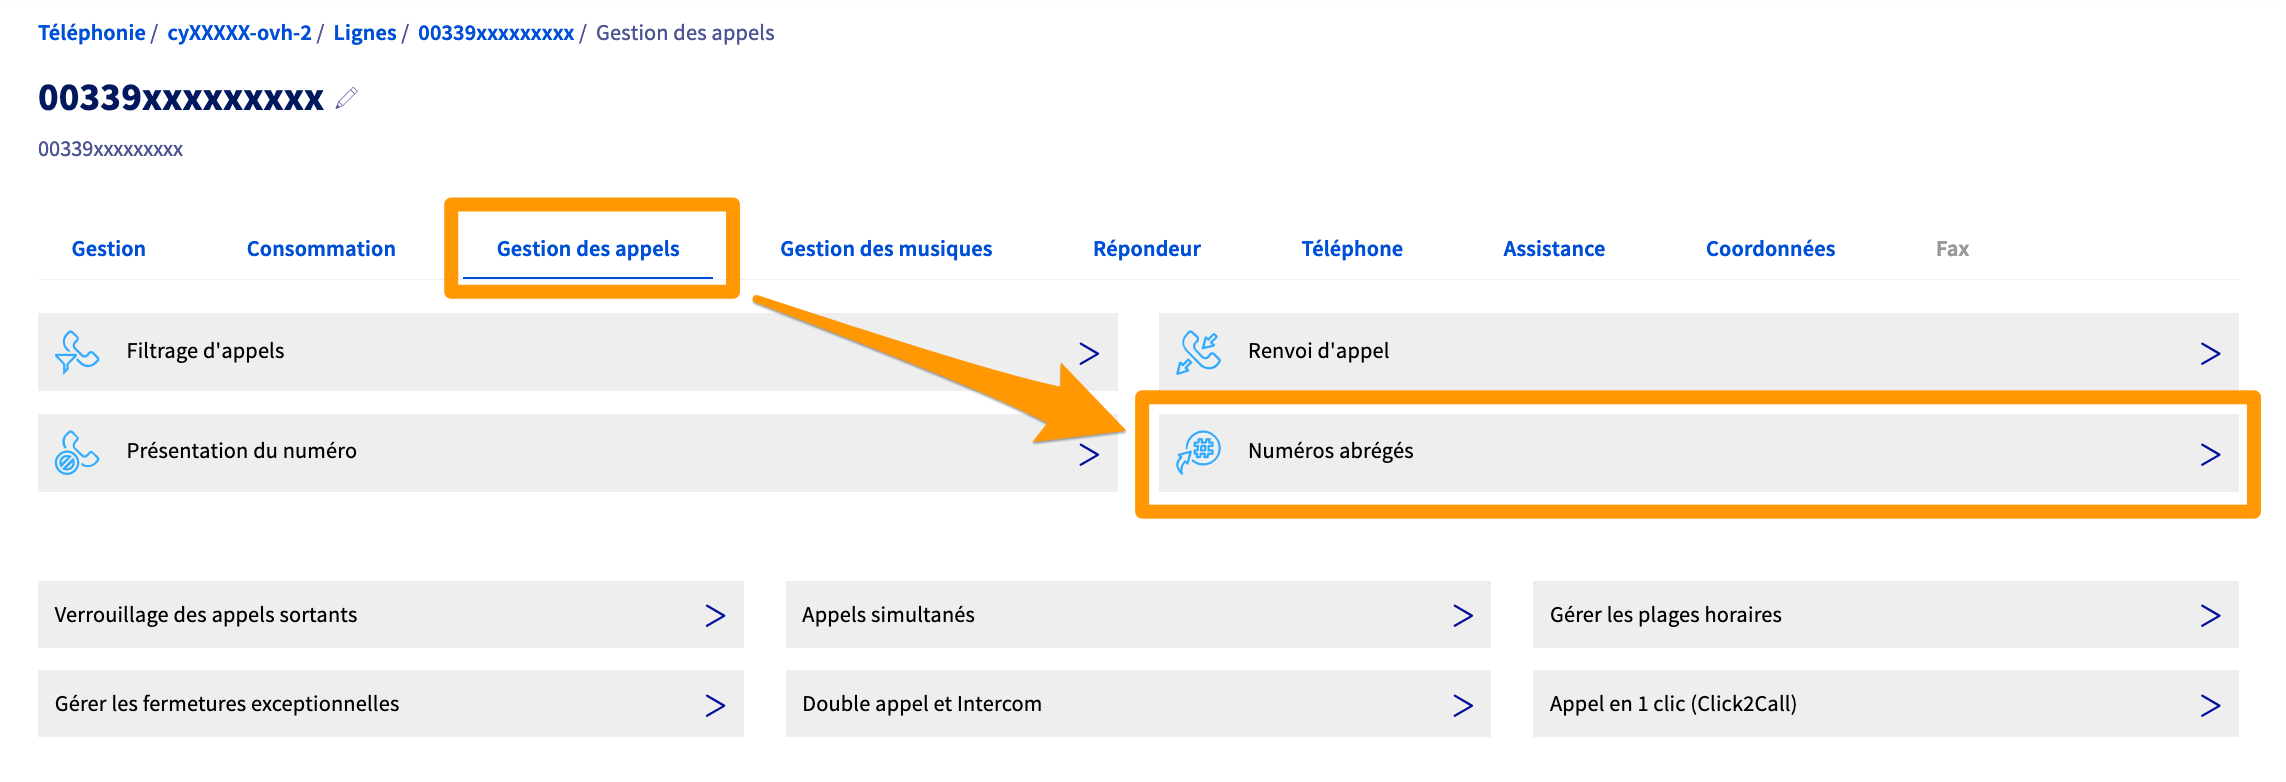 Téléphonie / cyXXXXX-ovh-2 / Lignes / 00339xxxxxxxxx / Gestion des appels
00339xxxxxxxxx
00339xxxxxxxxx
Gestion Consommation Gestion des appels Gestion des musiques Répondeur Téléphone Assistance Coordonnées Fax
Filtrage d'appels > Renvoi d'appel >
Présentation du numéro > Numéros abrégés >
Verrouillage des appels sortants > Appels simultanés > Gérer les plages horaires >
Gérer les fermetures exceptionnelles > Double appel et Intercom > Appel en 1 clic (Click2Call) >